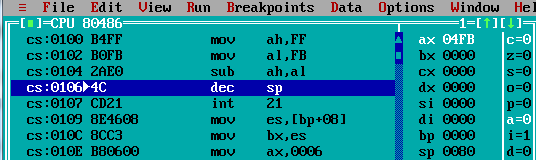 ≡ File Edit View Run Breakpoints Data Options Window Hel
[■]=CPU 80486 1=[↑][↓]
cs:0100 B4FF mov ah,FF ▲ ax 04FB c=0
cs:0102 B0FB mov al,FB ■ bx 0000 z=0
cs:0104 2AE0 sub ah,al cx 0000 s=0
cs:0106►4C dec sp dx 0000 o=0
cs:0107 CD21 int 21 si 0000 p=0
cs:0109 8E4608 mov es,[bp+08] di 0000 a=0
cs:010C 8CC3 mov bx,es bp 0000 i=1
cs:010E B80600 mov ax,0006 sp 0080 d=0